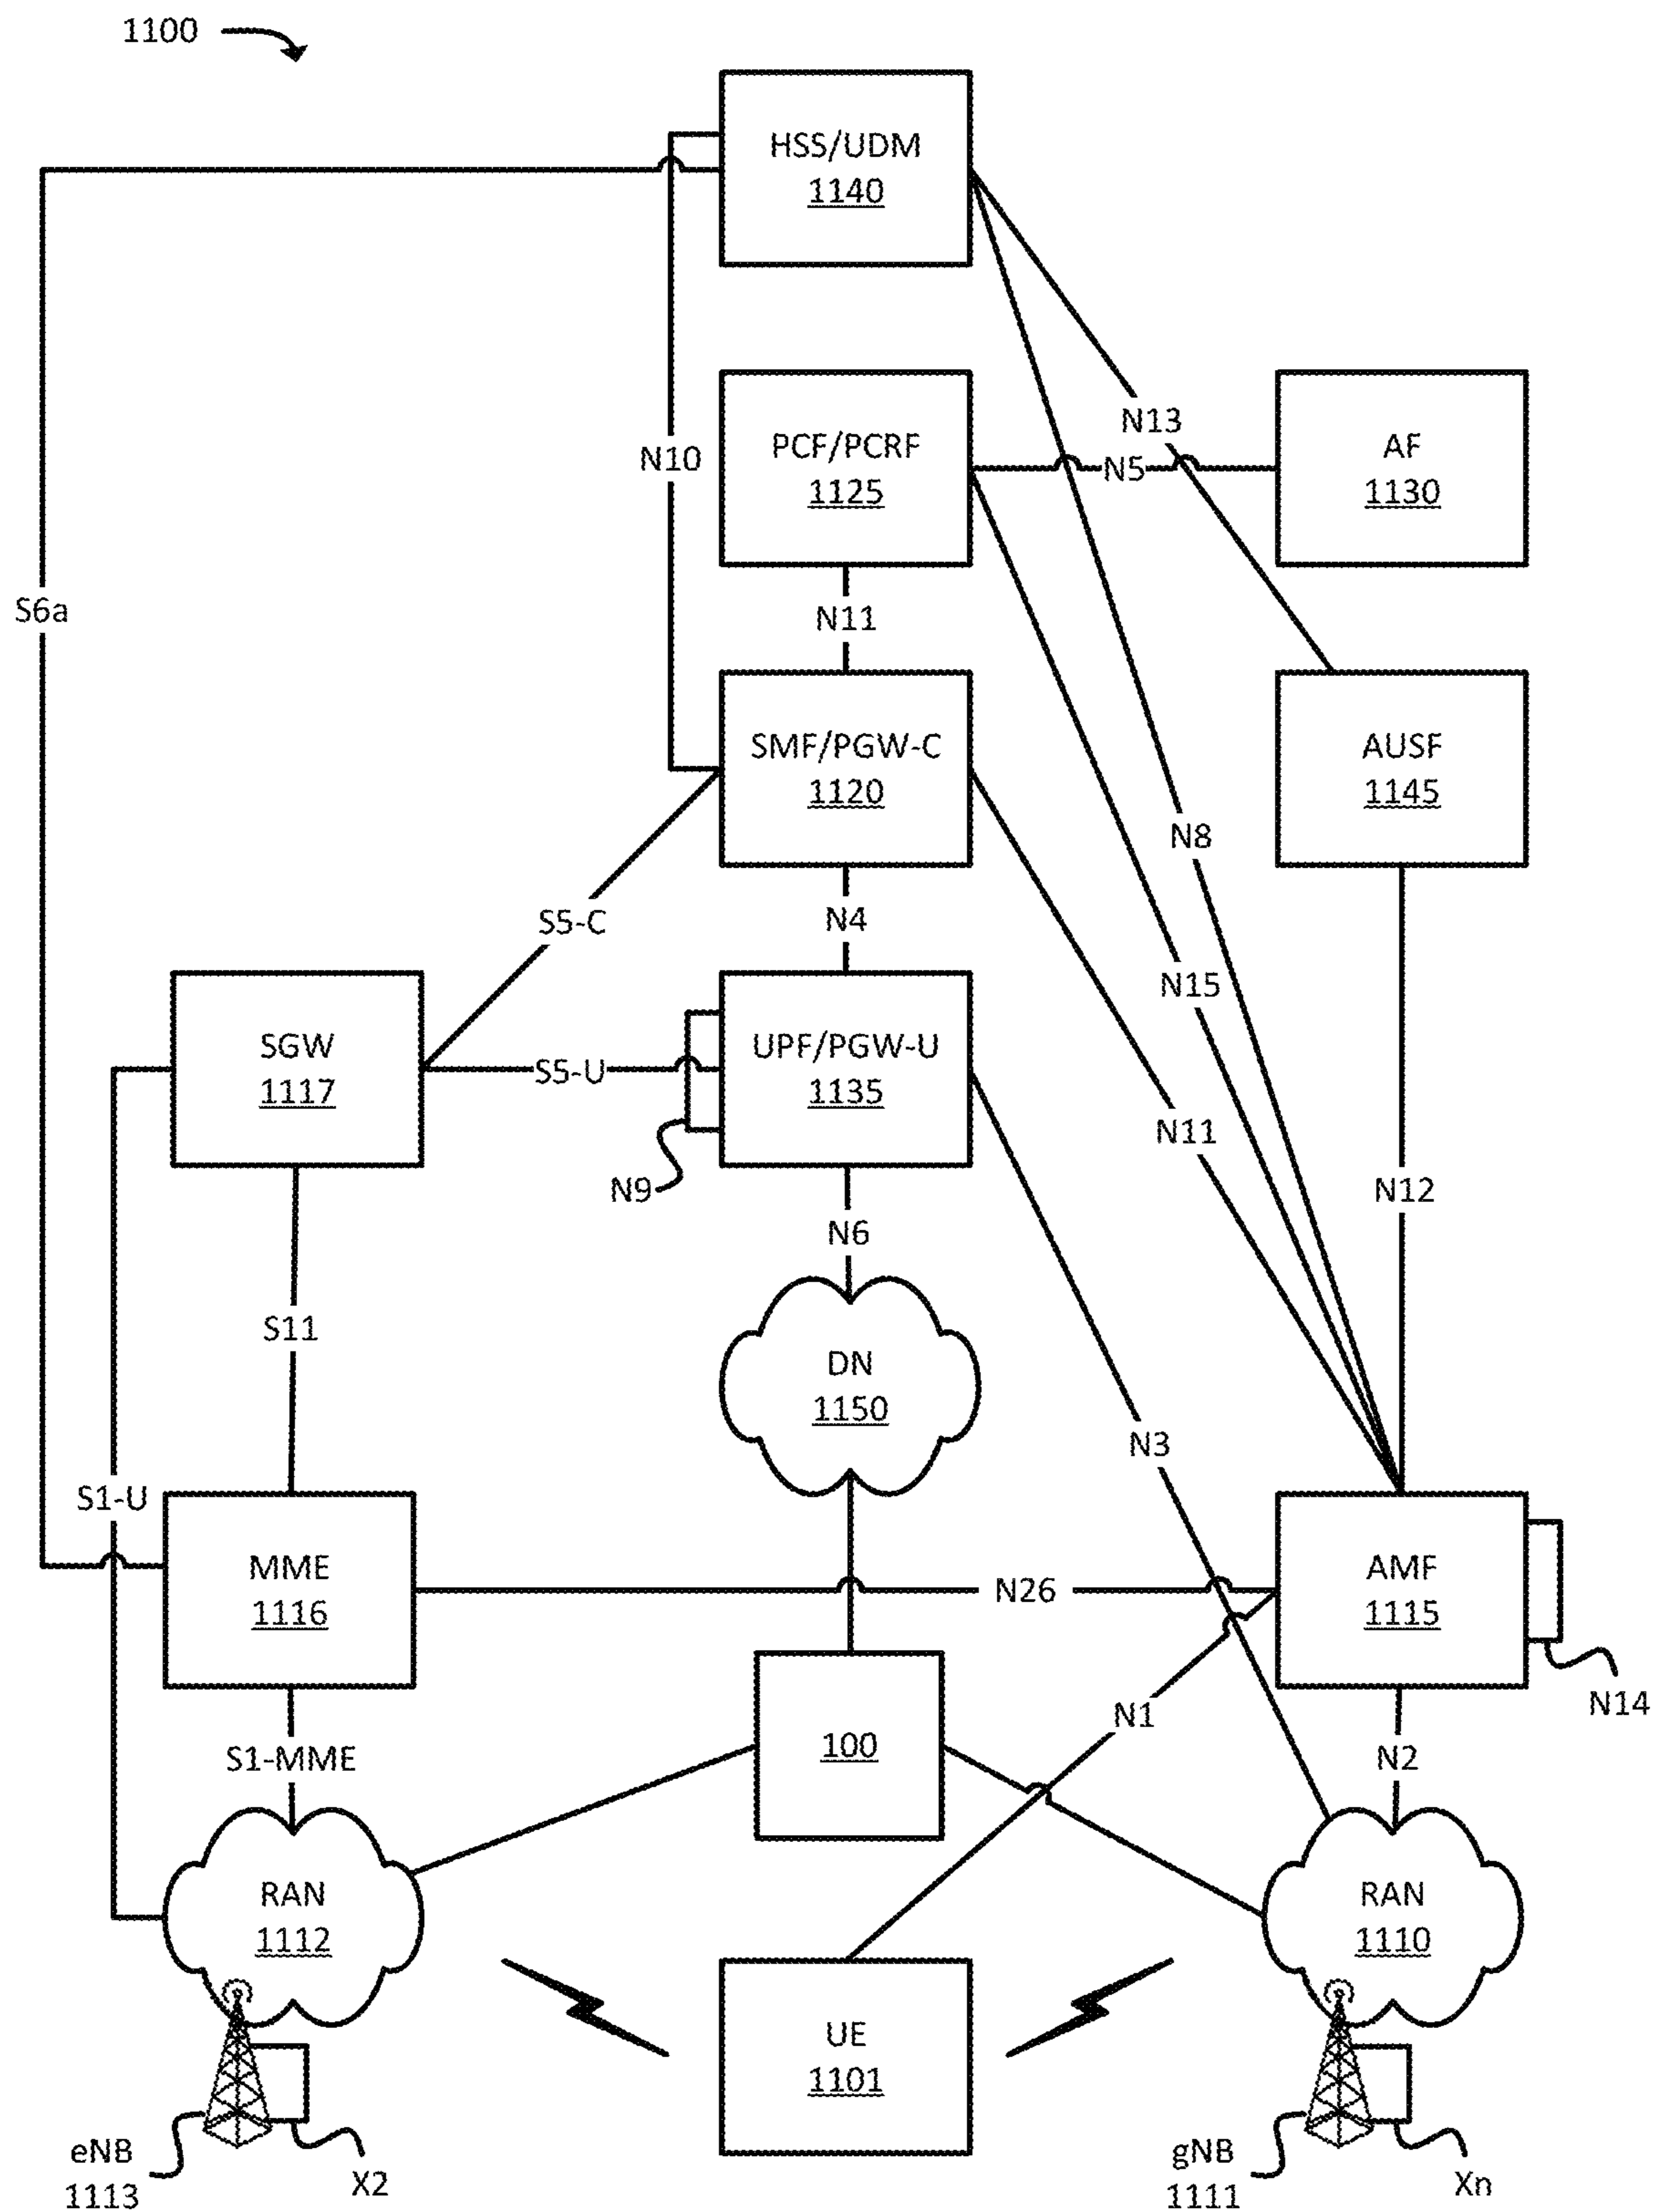 1100
HSS/UDM
1140
N13
PCF/PCRF
1125
N5
AF
1130
N10
S6a
N11
SMF/PGW-C
1120
AUSF
1145
N8
S5-C
N4
N15
SGW
1117
S5-U
UPF/PGW-U
1135
N11
N9
N12
N6
S11
DN
1150
N3
S1-U
MME
1116
N26
AMF
1115
N14
N1
S1-MME
100
N2
RAN
1112
RAN
1110
UE
1101
eNB
1113
X2
gNB
1111
Xn